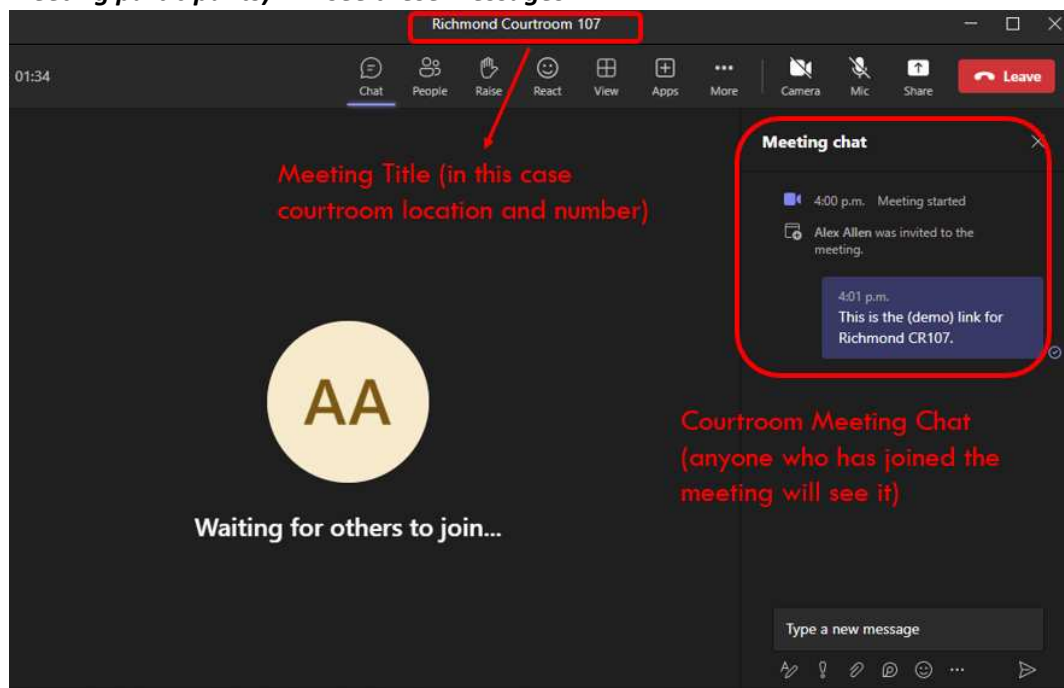 Richmond Courtroom 107
01:34
Chat People Raise React View Apps More Camera Mic Share Leave
Meeting Title (in this case
courtroom location and number)
Meeting chat
4:00 p.m. Meeting started
Alex Allen was invited to the
meeting.
4:01 p.m.
This is the (demo) link for
Richmond CR107.
AA
Waiting for others to join...
Courtroom Meeting Chat
(anyone who has joined the
meeting will see it)
Type a new message